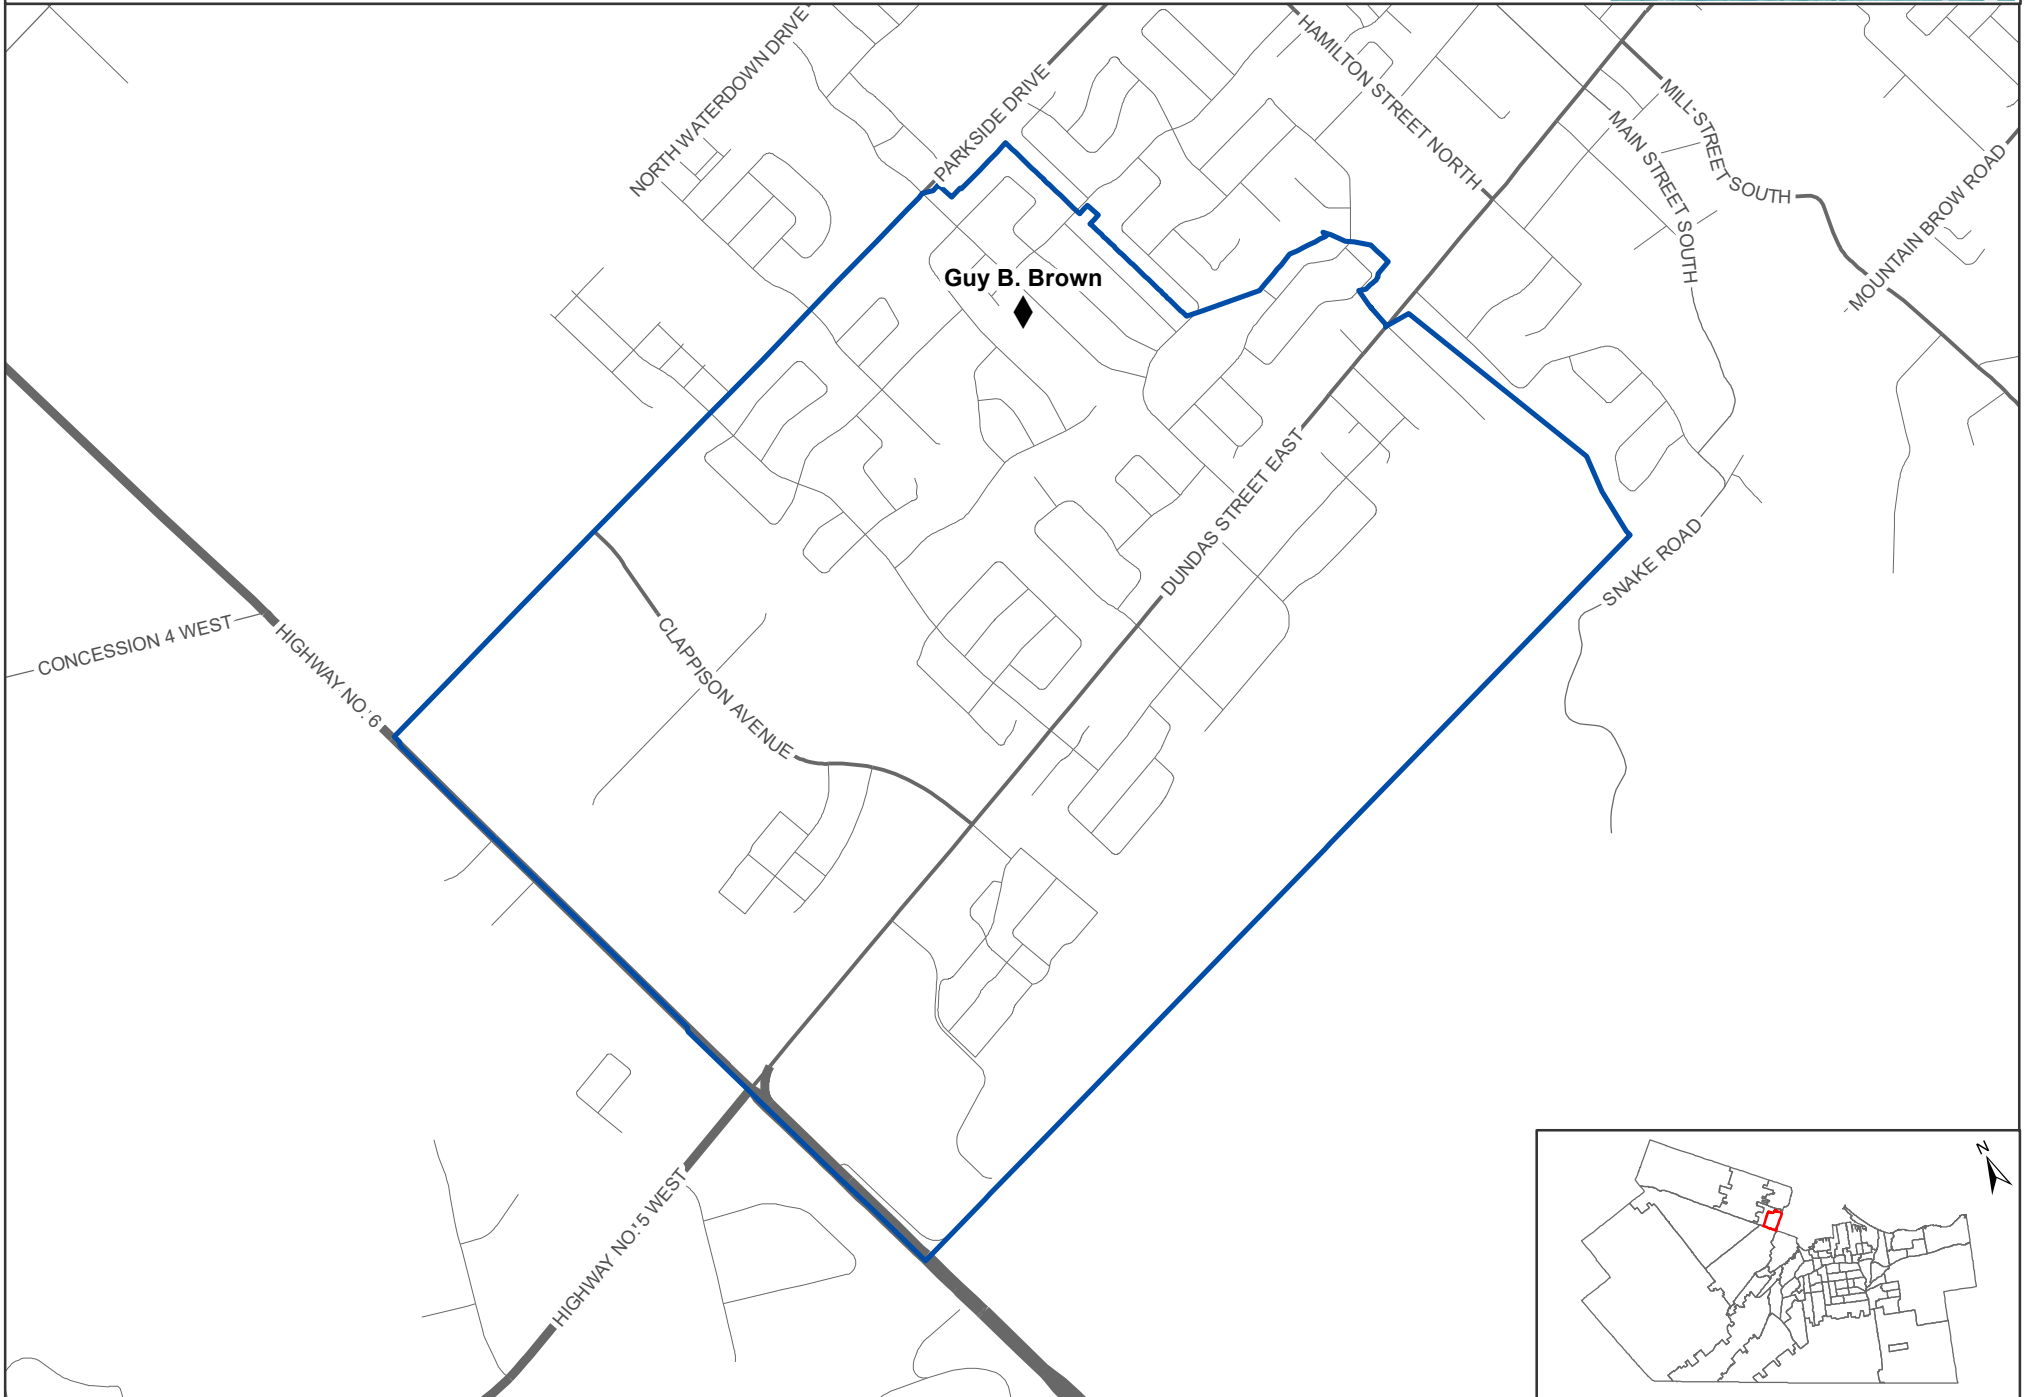 NORTH WATERDOWN DRIVE
PARKSIDE DRIVE
HAMILTON STREET NORTH
MILL STREET SOUTH
MAIN STREET SOUTH
MOUNTAIN BROW ROAD
Guy B. Brown
DUNDAS STREET EAST
SNAKE ROAD
CONCESSION 4 WEST
HIGHWAY NO. 6
CLAPPISON AVENUE
HIGHWAY NO. 5 WEST
N